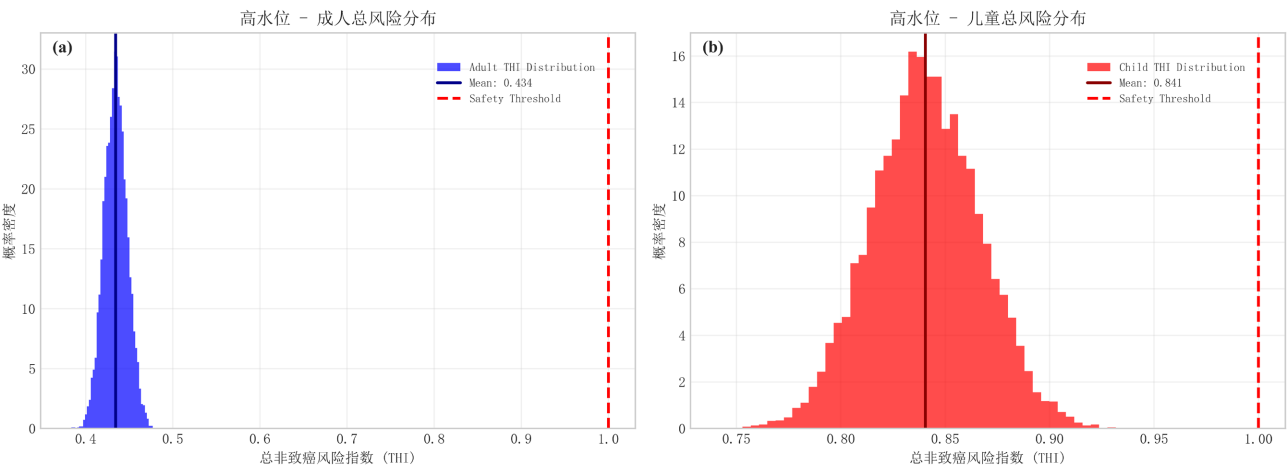 高水位 - 成人总风险分布
(a)
Adult THI Distribution
Mean: 0.434
Safety Threshold
概率密度
30
25
20
15
10
5
0
0.4 0.5 0.6 0.7 0.8 0.9 1.0
总非致癌风险指数 (THI)
高水位 - 儿童总风险分布
(b)
Child THI Distribution
Mean: 0.841
Safety Threshold
概率密度
16
14
12
10
8
6
4
2
0
0.75 0.80 0.85 0.90 0.95 1.00
总非致癌风险指数 (THI)